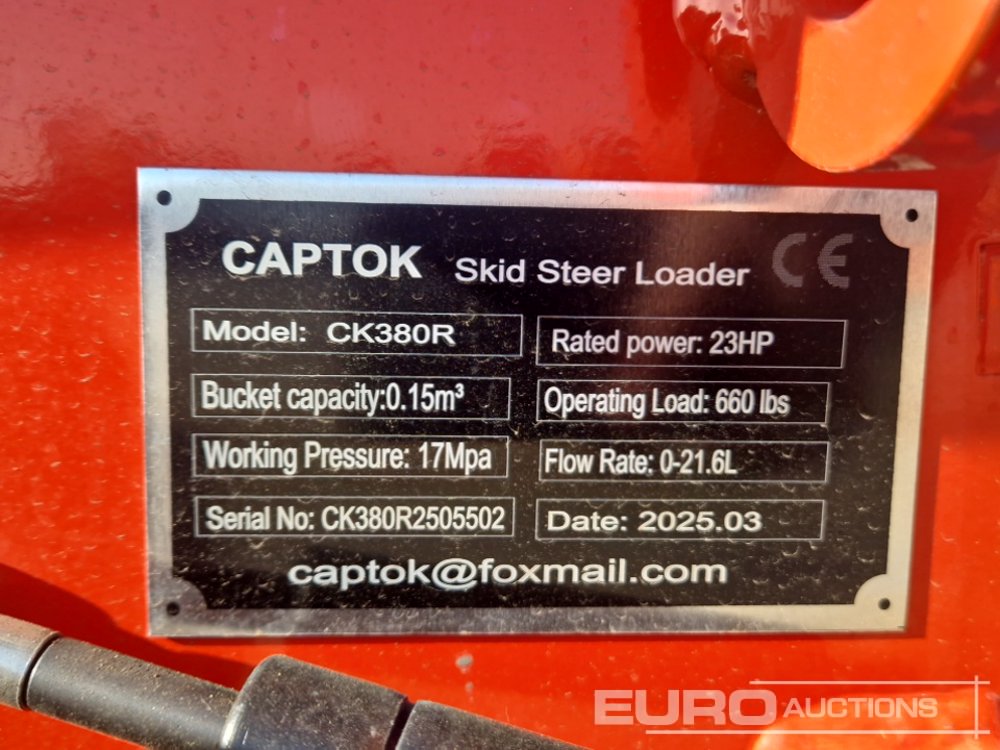 CAPTOK Skid Steer Loader CE
Model: CK380R
Rated power: 23HP
Bucket capacity:0.15m³
Operating Load: 660 lbs
Working Pressure: 17Mpa
Flow Rate: 0-21.6L
Serial No: CK380R2505502
Date: 2025.03
captok@foxmail.com
EURO AUCTIONS